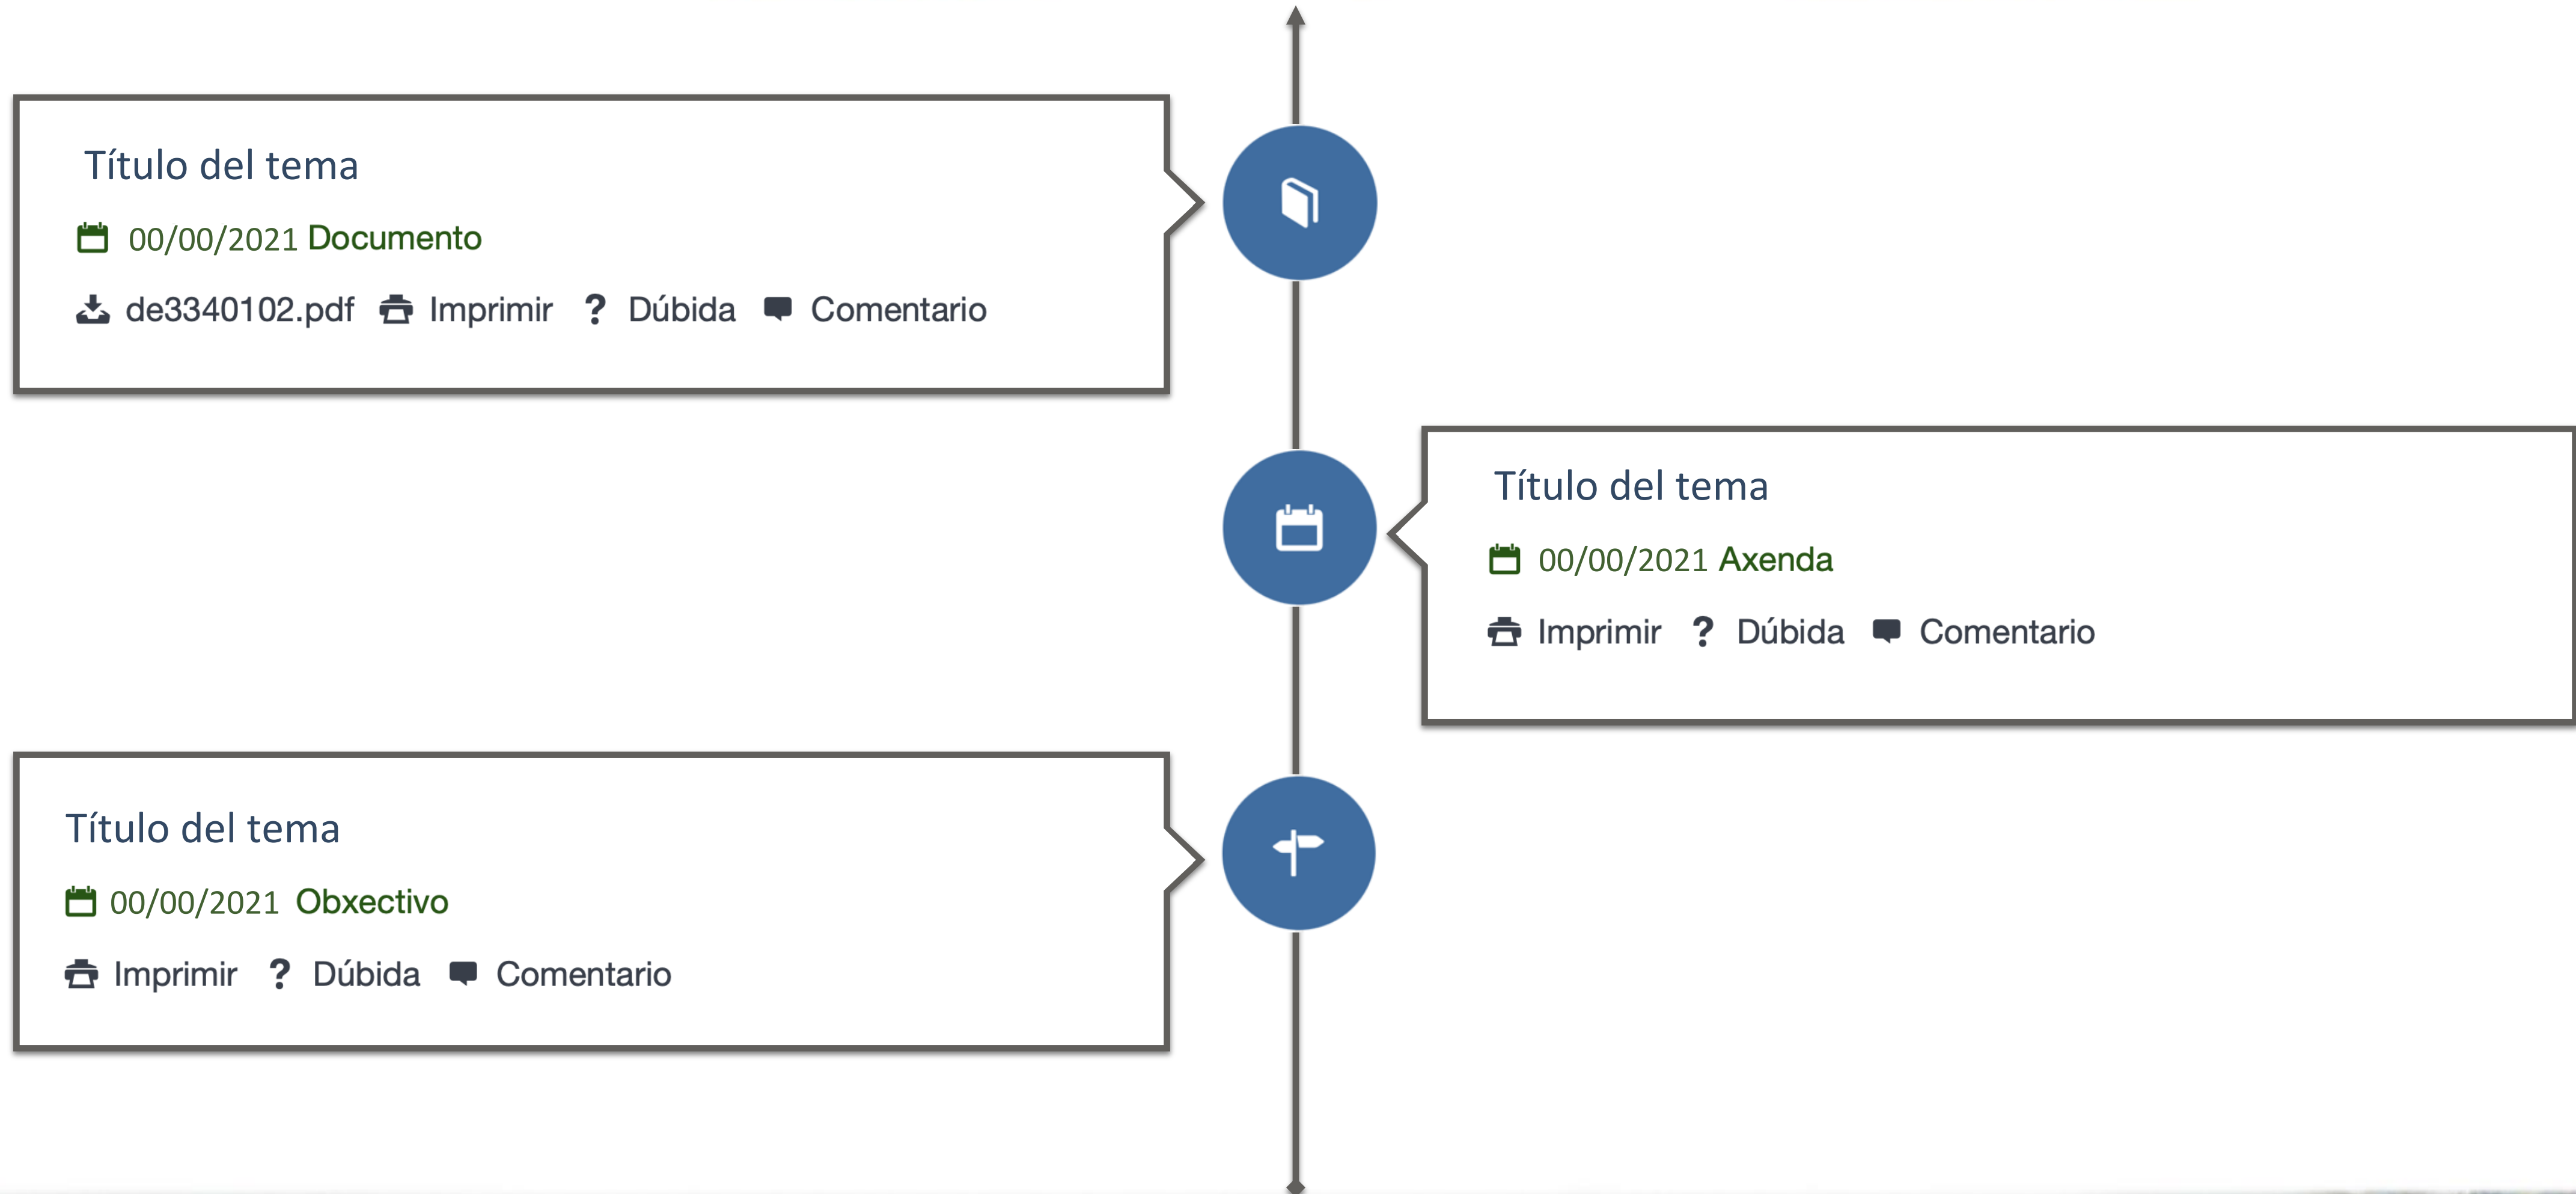 Título del tema
00/00/2021 Documento
de3340102.pdf Imprimir ? Dúbida Comentario
Título del tema
00/00/2021 Axenda
Imprimir ? Dúbida Comentario
Título del tema
00/00/2021 Obxectivo
Imprimir ? Dúbida Comentario